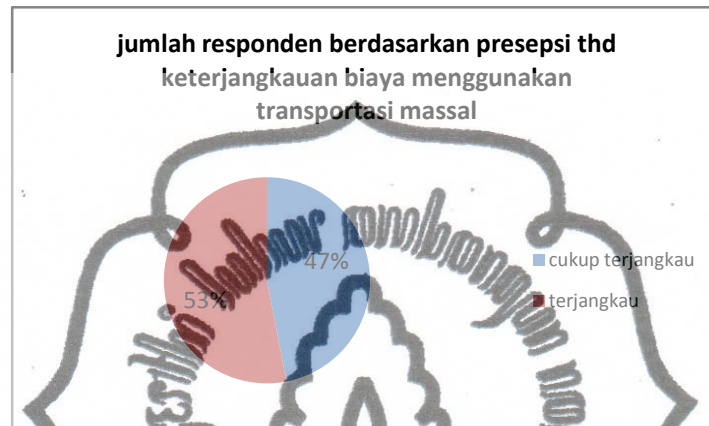 jumlah responden berdasarkan presepsi thd
keterjangkauan biaya menggunakan
transportasi massal
47%
53%
cukup terjangkau
terjangkau